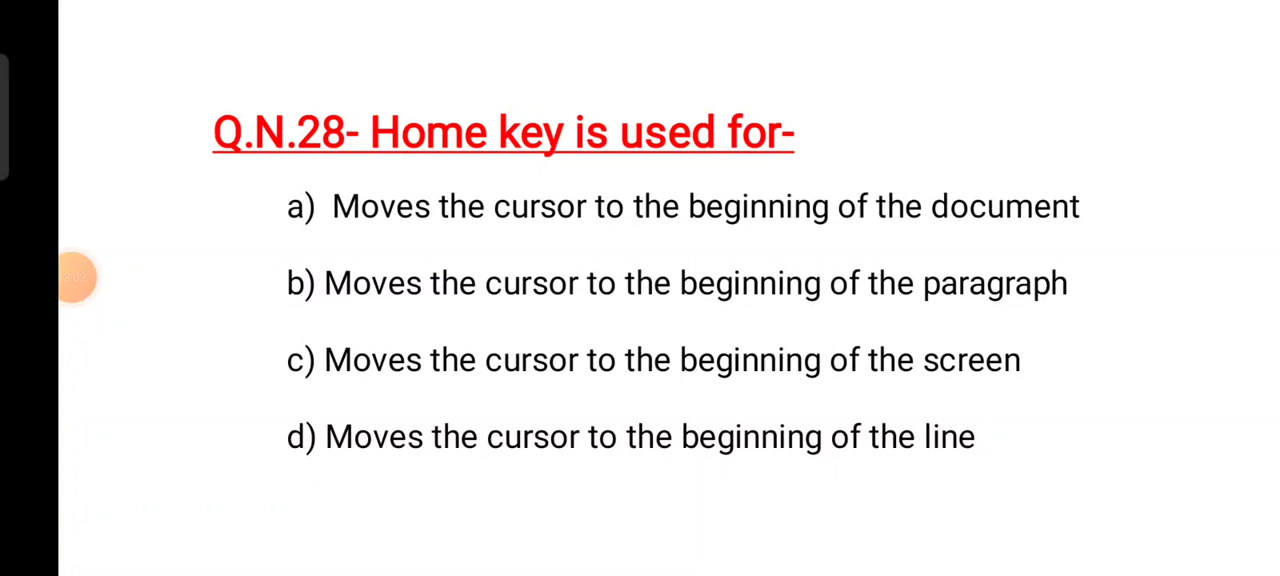 Q.N.28- Home key is used for-
a) Moves the cursor to the beginning of the document
b) Moves the cursor to the beginning of the paragraph
c) Moves the cursor to the beginning of the screen
d) Moves the cursor to the beginning of the line